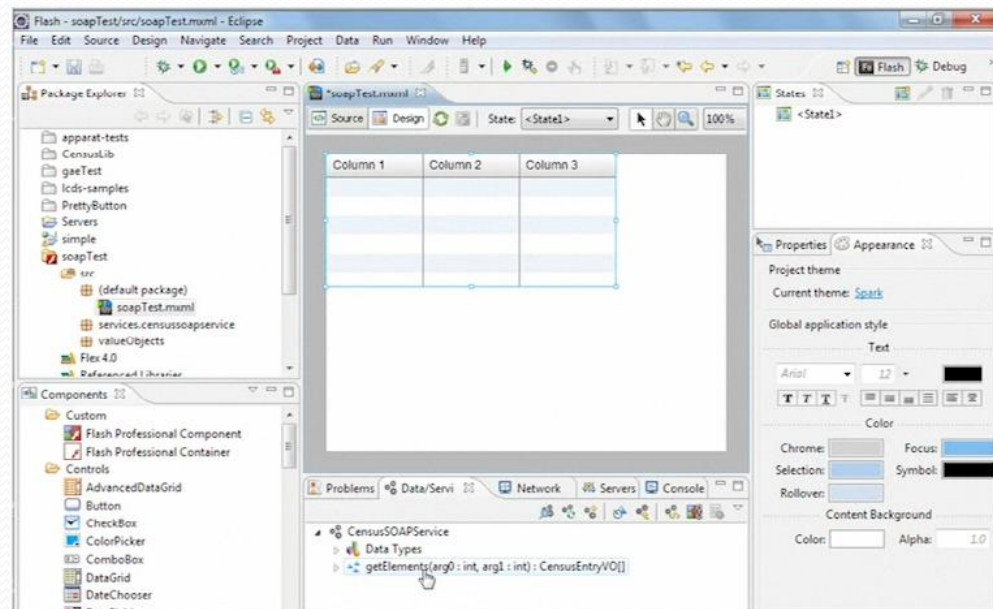 Flash - soapTest/src/soapTest.mxml - Eclipse
File Edit Source Design Navigate Search Project Data Run Window Help
Flash Debug
Package Explorer
apparat-tests
CensusLib
gaeTest
lcds-samples
PrettyButton
Servers
simple
soapTest
src
(default package)
soapTest.mxml
services.censussoapservice
valueObjects
Flex 4.0
Referenced Libraries
Components
Custom
Flash Professional Component
Flash Professional Container
Controls
AdvancedDataGrid
Button
CheckBox
ColorPicker
ComboBox
DataGrid
DateChooser
*soapTest.mxml
Source Design State: <State1> 100%
Column 1 Column 2 Column 3
Problems Data/Servi Network Servers Console
CensusSOAPService
Data Types
getElements(arg0 : int, arg1 : int) : CensusEntryVO[]
States
<State1>
Properties Appearance
Project theme
Current theme: Spark
Global application style
Text
Arial 12
T T T T
Color
Chrome: Focus:
Selection: Symbol:
Rollover:
Content Background
Color: Alpha: 1.0